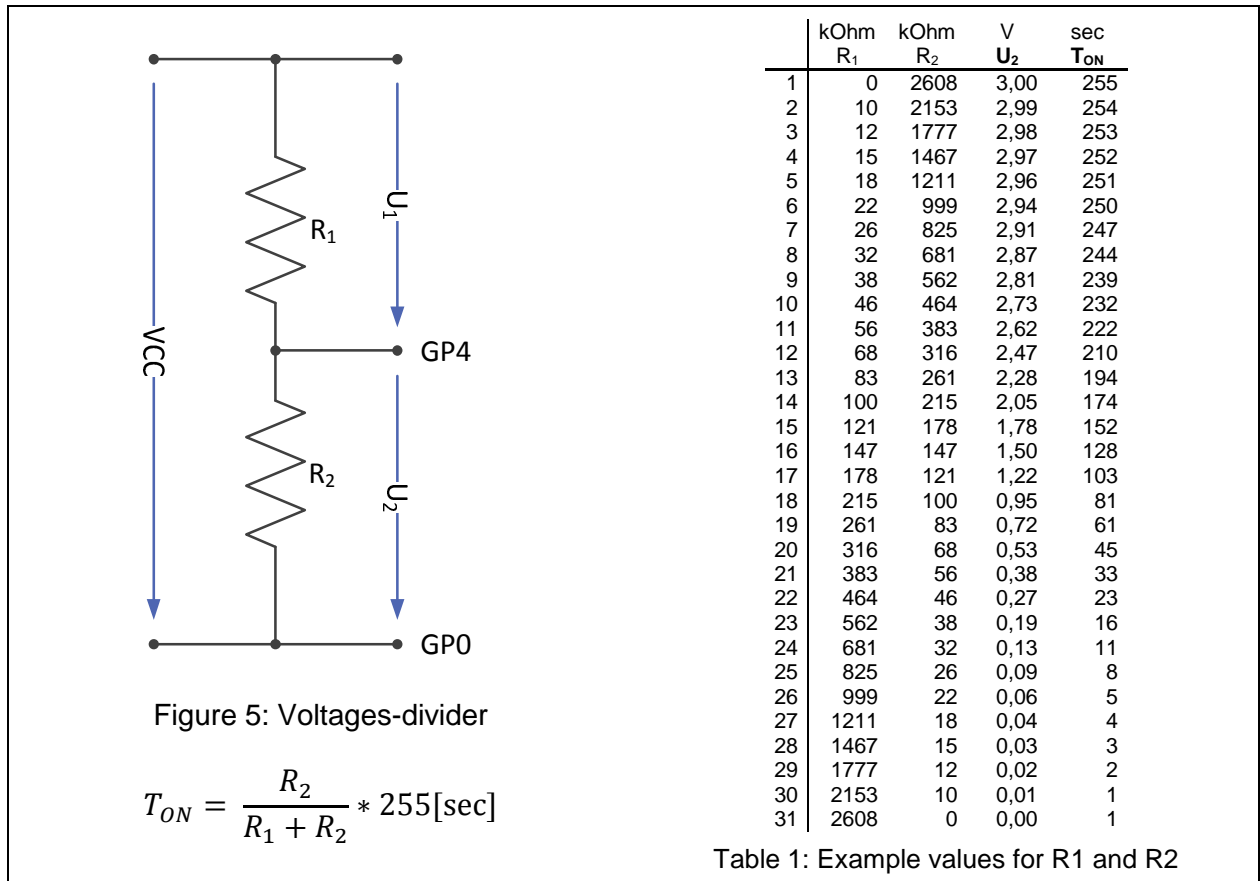 VCC
R₁
U₁
GP4
R₂
U₂
GP0
Figure 5: Voltages-divider
T_ON = R₂ / (R₁ + R₂) * 255[sec]
kOhm kOhm V sec
R₁ R₂ U₂ T_ON
1 0 2608 3,00 255
2 10 2153 2,99 254
3 12 1777 2,98 253
4 15 1467 2,97 252
5 18 1211 2,96 251
6 22 999 2,94 250
7 26 825 2,91 247
8 32 681 2,87 244
9 38 562 2,81 239
10 46 464 2,73 232
11 56 383 2,62 222
12 68 316 2,47 210
13 83 261 2,28 194
14 100 215 2,05 174
15 121 178 1,78 152
16 147 147 1,50 128
17 178 121 1,22 103
18 215 100 0,95 81
19 261 83 0,72 61
20 316 68 0,53 45
21 383 56 0,38 33
22 464 46 0,27 23
23 562 38 0,19 16
24 681 32 0,13 11
25 825 26 0,09 8
26 999 22 0,06 5
27 1211 18 0,04 4
28 1467 15 0,03 3
29 1777 12 0,02 2
30 2153 10 0,01 1
31 2608 0 0,00 1
Table 1: Example values for R1 and R2